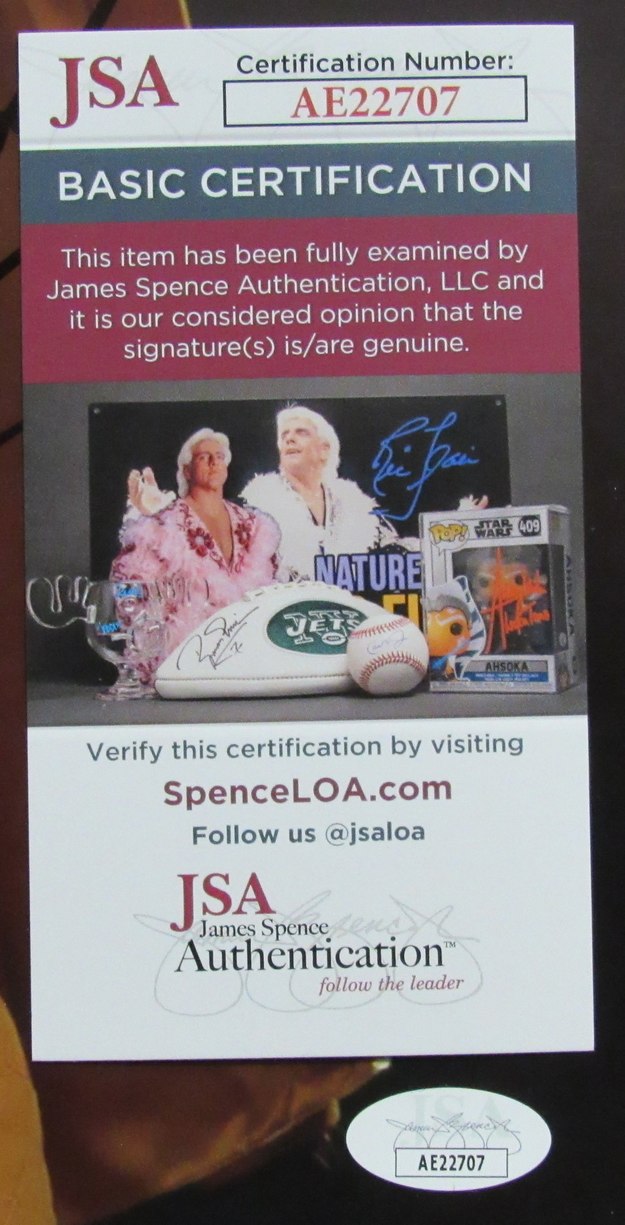 JSA
Certification Number:
AE22707
BASIC CERTIFICATION
This item has been fully examined by
James Spence Authentication, LLC and
it is our considered opinion that the
signature(s) is/are genuine.
Ric Flair
NATURE
POP!
STAR
WARS
409
JETS
AHSOKA
Verify this certification by visiting
SpenceLOA.com
Follow us @jsaloa
JSA
James Spence
Authentication™
follow the leader
JSA
AE22707